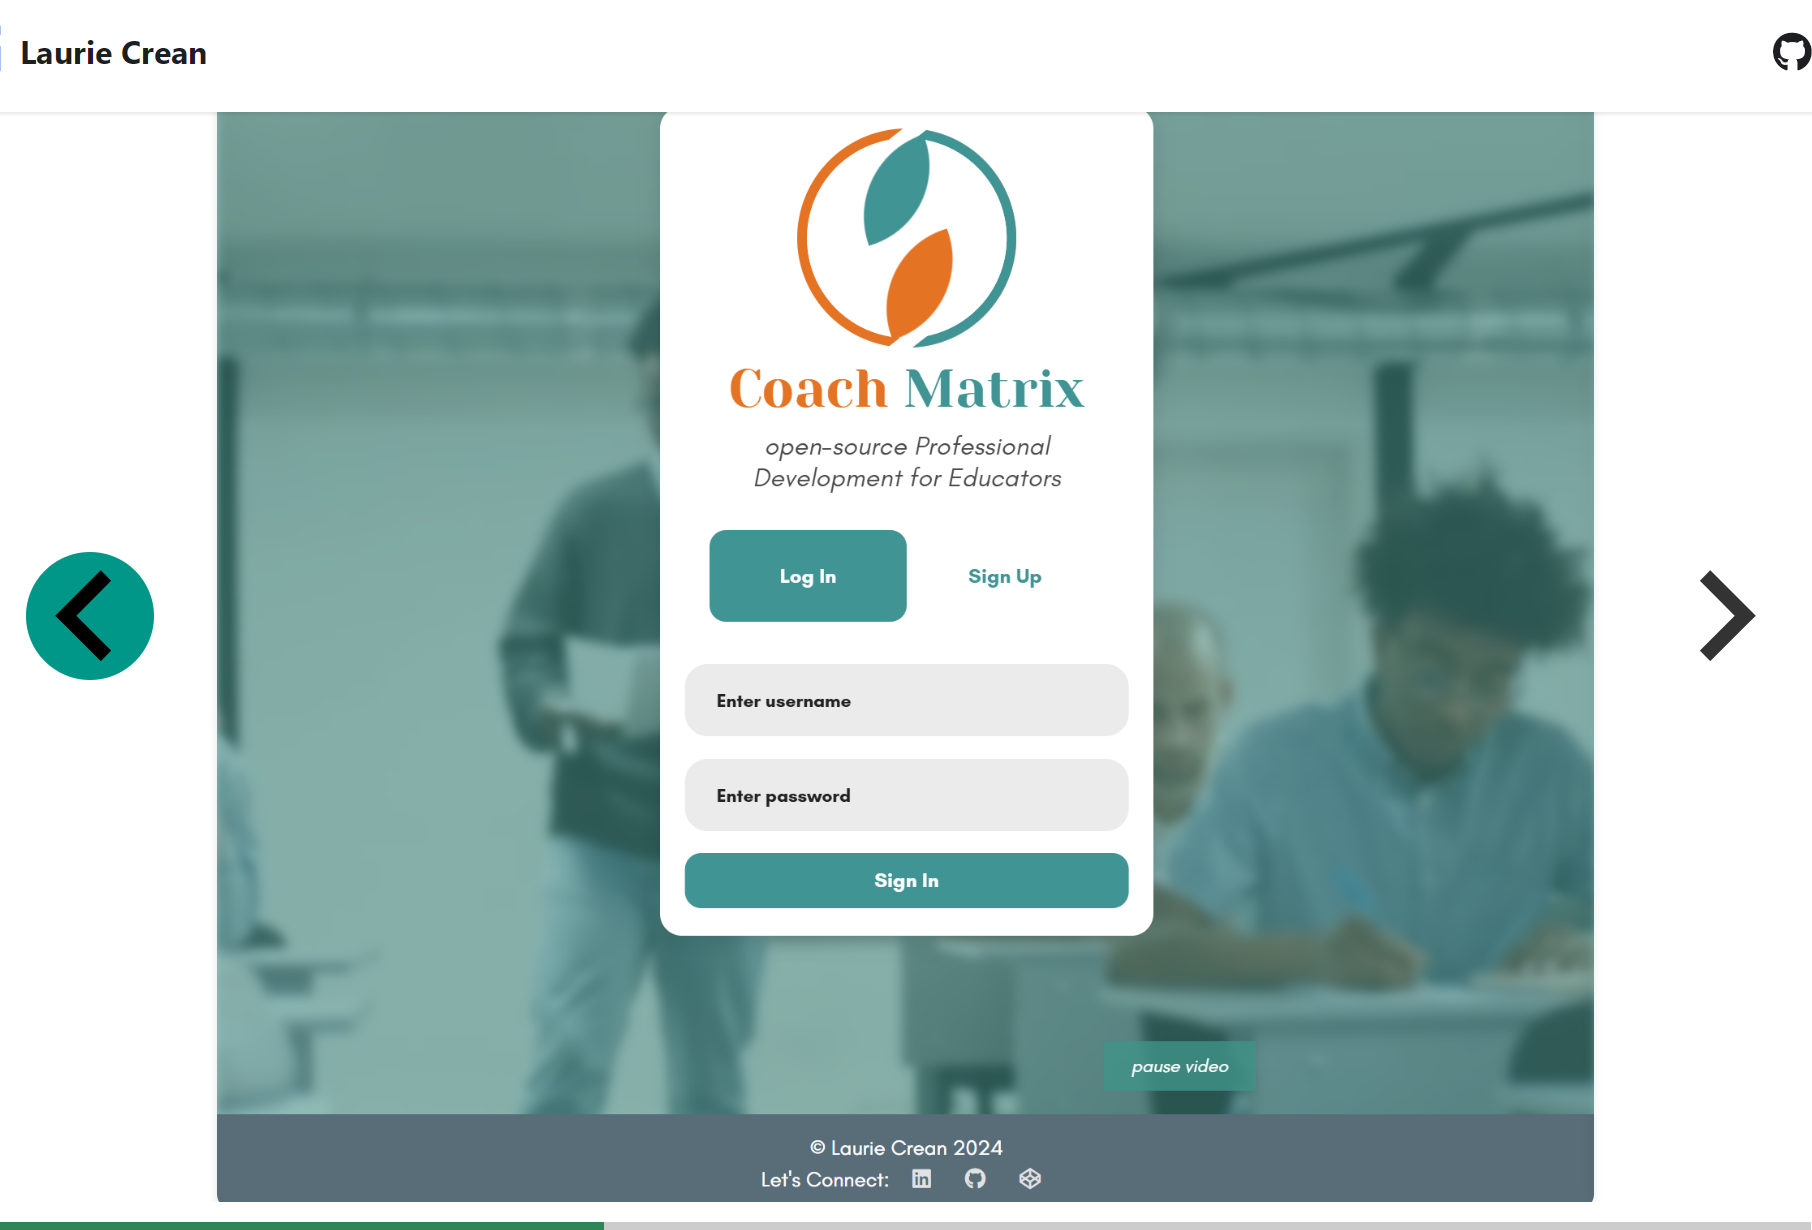 Laurie Crean
Coach Matrix
open-source Professional
Development for Educators
Log In
Sign Up
Enter username
Enter password
Sign In
pause video
© Laurie Crean 2024
Let's Connect: